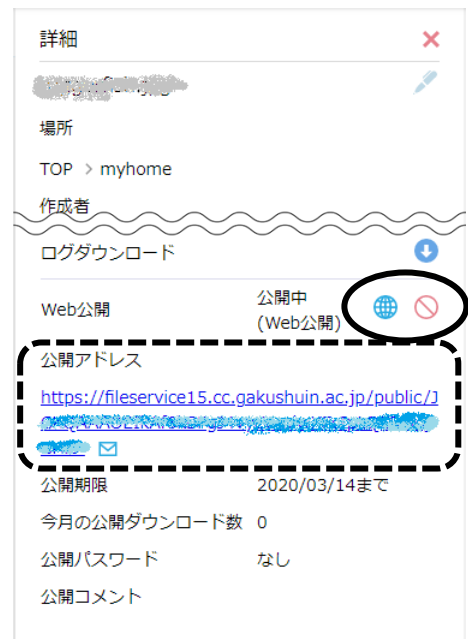 詳細
場所
TOP > myhome
作成者
ログダウンロード
Web公開 公開中
(Web公開)
公開アドレス
https://fileservice15.cc.gakushuin.ac.jp/public/J
公開期限 2020/03/14まで
今月の公開ダウンロード数 0
公開パスワード なし
公開コメント